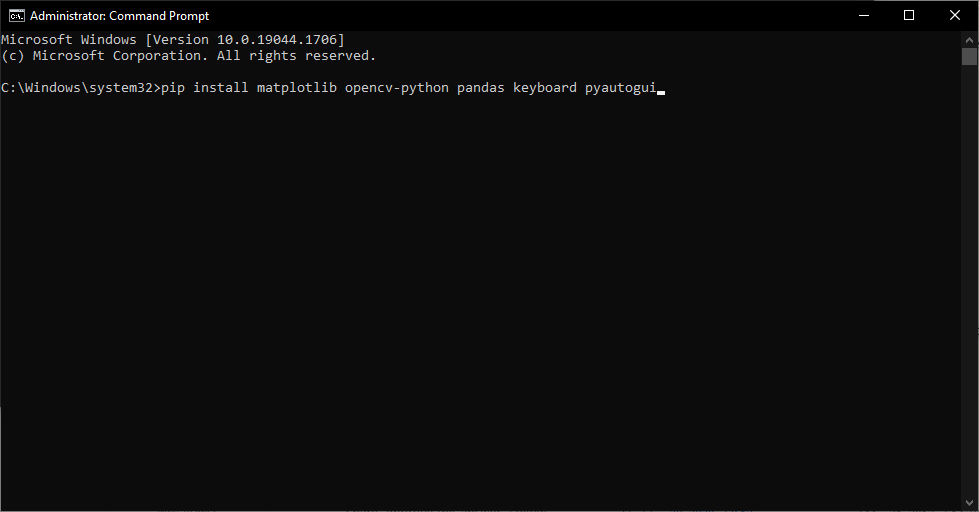 Administrator: Command Prompt
Microsoft Windows [Version 10.0.19044.1706]
(c) Microsoft Corporation. All rights reserved.
C:\Windows\system32>pip install matplotlib opencv-python pandas keyboard pyautogui